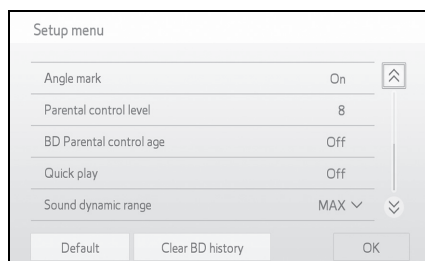 Setup menu
Angle mark On
Parental control level 8
BD Parental control age Off
Quick play Off
Sound dynamic range MAX
Default Clear BD history OK